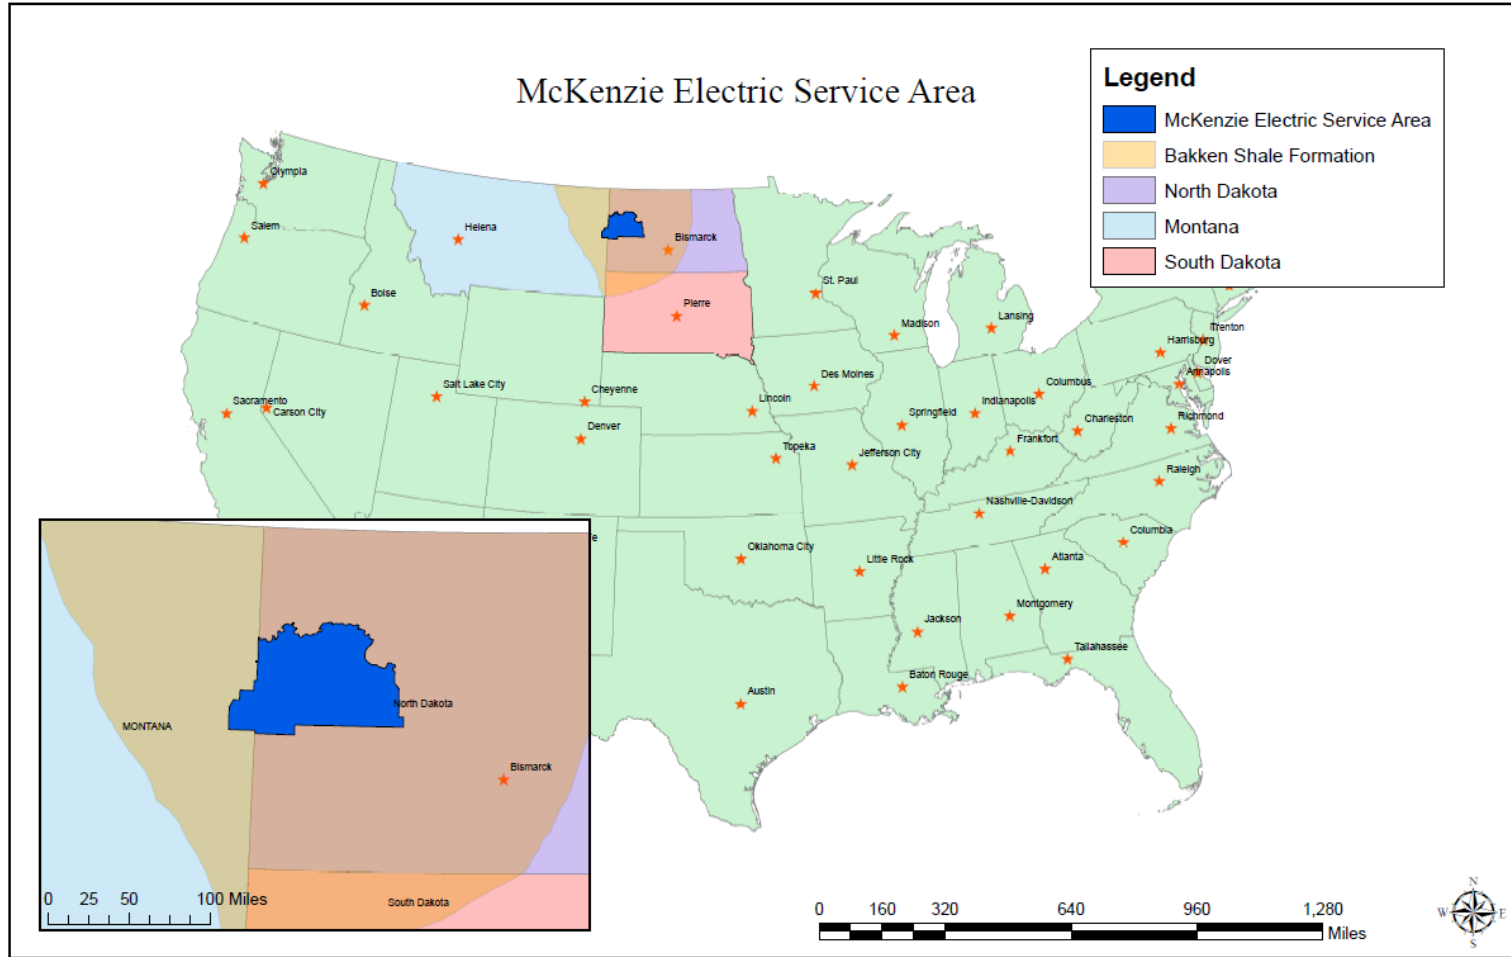 McKenzie Electric Service Area
Legend
McKenzie Electric Service Area
Bakken Shale Formation
North Dakota
Montana
South Dakota
Olympia
Salem
Helena
Bismarck
Boise
Pierre
St. Paul
Madison
Lansing
Trenton
Harrisburg
Dover
Annapolis
Salt Lake City
Cheyenne
Des Moines
Columbus
Sacramento
Carson City
Lincoln
Springfield
Indianapolis
Charleston
Richmond
Denver
Topeka
Jefferson City
Frankfort
Raleigh
Nashville-Davidson
Columbia
fe
Oklahoma City
Little Rock
Atlanta
Montgomery
Jackson
Tallahassee
Baton Rouge
Austin
North Dakota
MONTANA
Bismarck
South Dakota
0 25 50 100 Miles
0 160 320 640 960 1,280
Miles
N
W E
S